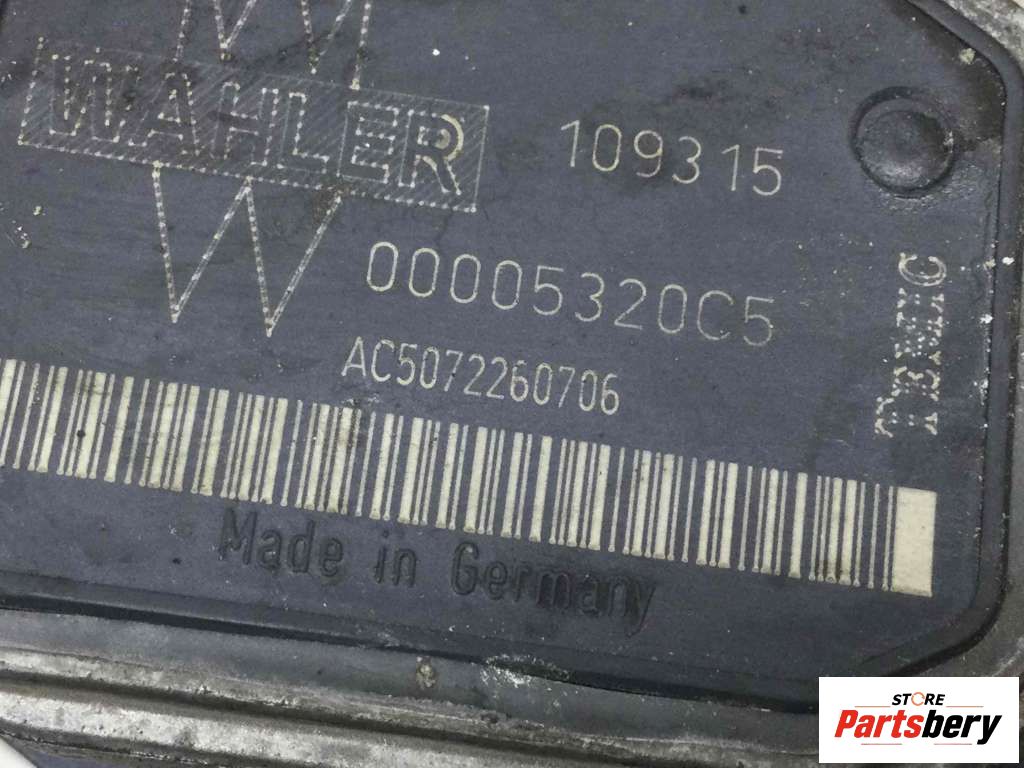 WAHLER
109315
00005320C5
AC5072260706
Made in Germany
STORE
Partsbery